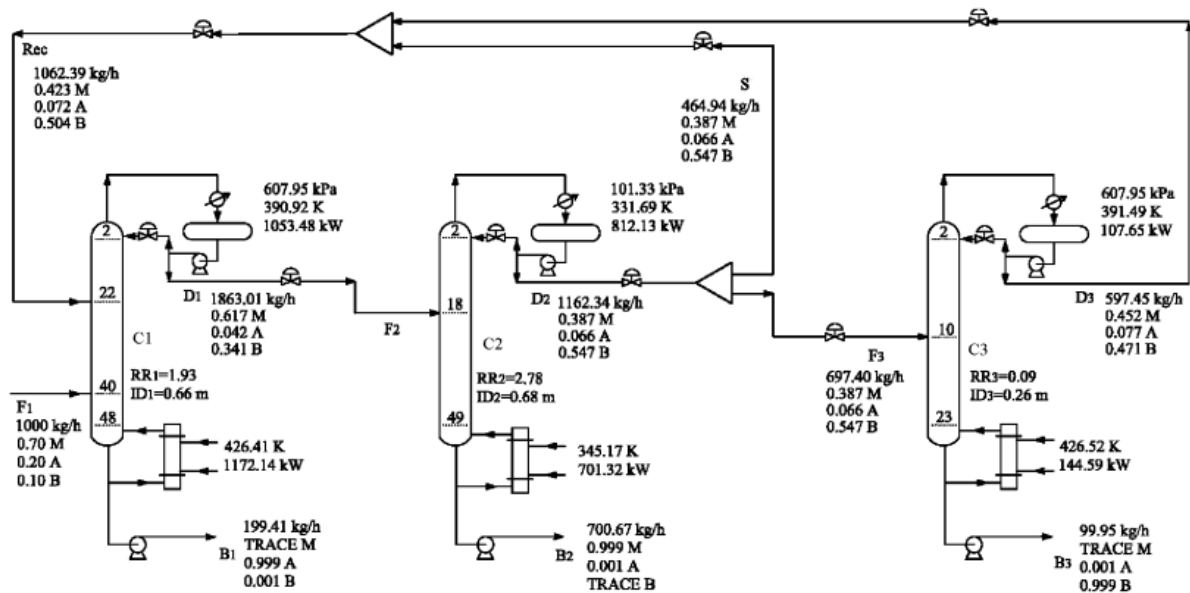 Rec
1062.39 kg/h
0.423 M
0.072 A
0.504 B
S
464.94 kg/h
0.387 M
0.066 A
0.547 B
607.95 kPa
390.92 K
1053.48 kW
101.33 kPa
331.69 K
812.13 kW
607.95 kPa
391.49 K
107.65 kW
2
22
40
48
C1
D1
1863.01 kg/h
0.617 M
0.042 A
0.341 B
RR1=1.93
ID1=0.66 m
F1
1000 kg/h
0.70 M
0.20 A
0.10 B
426.41 K
1172.14 kW
B1
199.41 kg/h
TRACE M
0.999 A
0.001 B
F2
2
18
49
C2
D2
1162.34 kg/h
0.387 M
0.066 A
0.547 B
RR2=2.78
ID2=0.68 m
345.17 K
701.32 kW
B2
700.67 kg/h
0.999 M
0.001 A
TRACE B
F3
697.40 kg/h
0.387 M
0.066 A
0.547 B
2
10
23
C3
D3
597.45 kg/h
0.452 M
0.077 A
0.471 B
RR3=0.09
ID3=0.26 m
426.52 K
144.59 kW
B3
99.95 kg/h
TRACE M
0.001 A
0.999 B